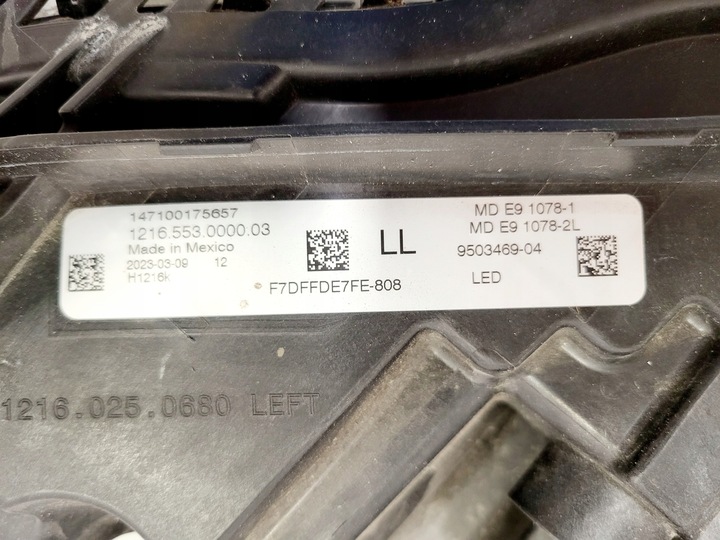 147100175657
1216.553.0000.03
Made in Mexico
2023-03-09 12
H1216k
LL
MD E9 1078-1
MD E9 1078-2L
9503469-04
LED
F7DFFDE7FE-808
1216.025.0680 LEFT